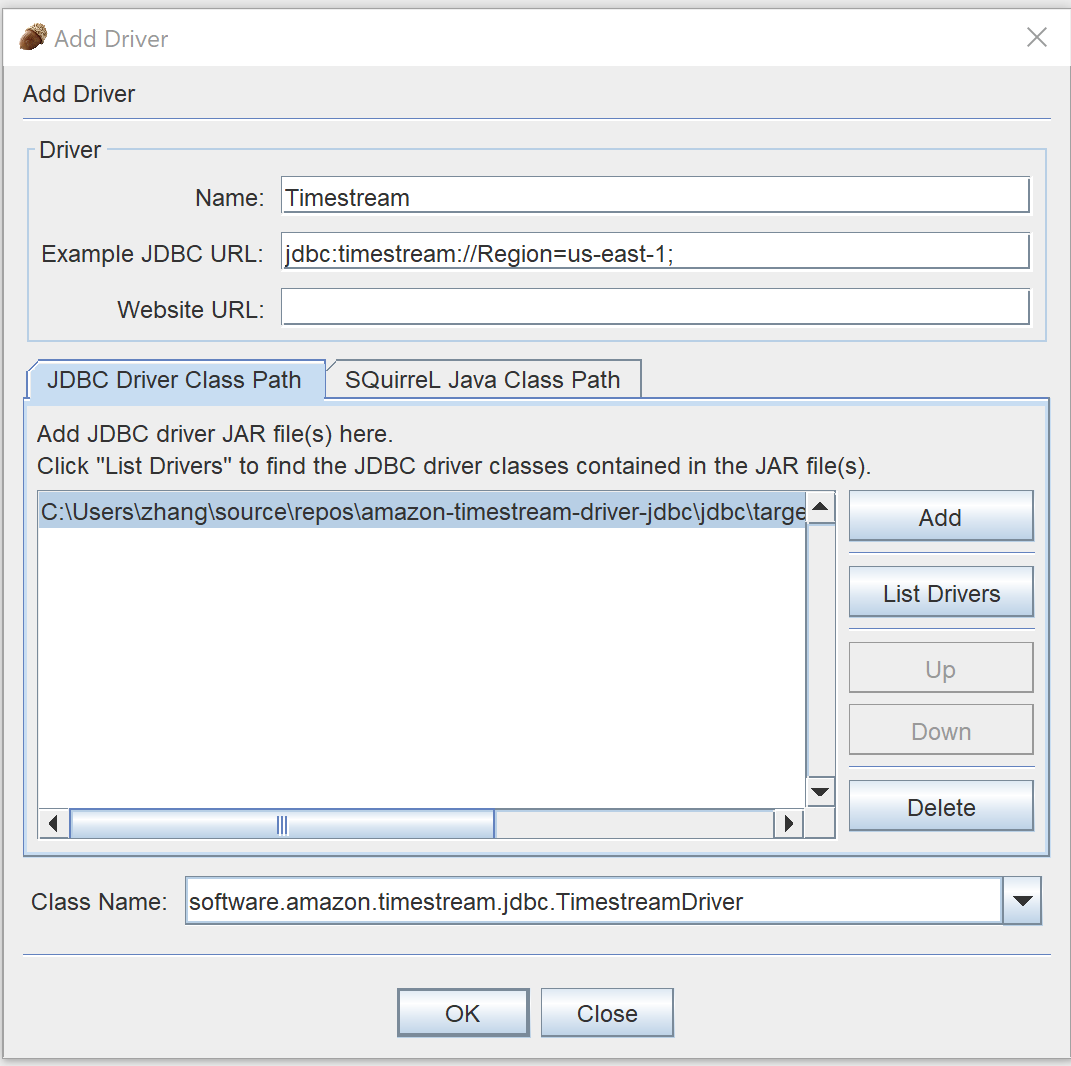 Add Driver
Add Driver
Driver
Name: Timestream
Example JDBC URL: jdbc:timestream://Region=us-east-1;
Website URL:
JDBC Driver Class Path SQuirreL Java Class Path
Add JDBC driver JAR file(s) here.
Click "List Drivers" to find the JDBC driver classes contained in the JAR file(s).
C:\Users\zhang\source\repos\amazon-timestream-driver-jdbc\jdbc\targe
Add
List Drivers
Up
Down
Delete
Class Name: software.amazon.timestream.jdbc.TimestreamDriver
OK Close